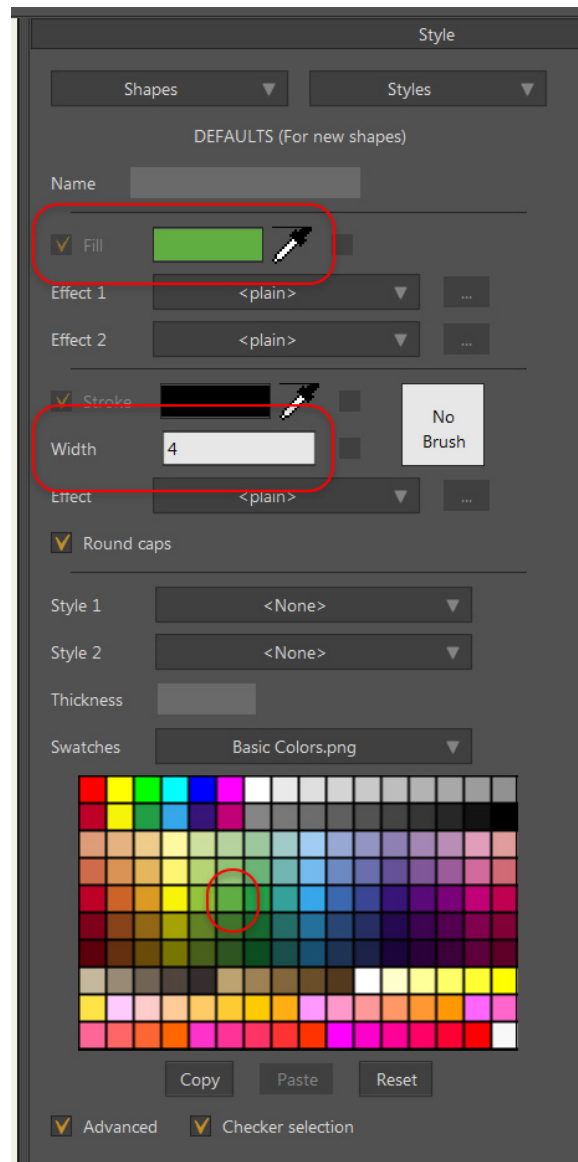 Style
Shapes Styles
DEFAULTS (For new shapes)
Name
Fill
Effect 1 <plain> ...
Effect 2 <plain> ...
Stroke
No
Brush
Width 4
Effect <plain> ...
Round caps
Style 1 <None>
Style 2 <None>
Thickness
Swatches Basic Colors.png
Copy Paste Reset
Advanced Checker selection